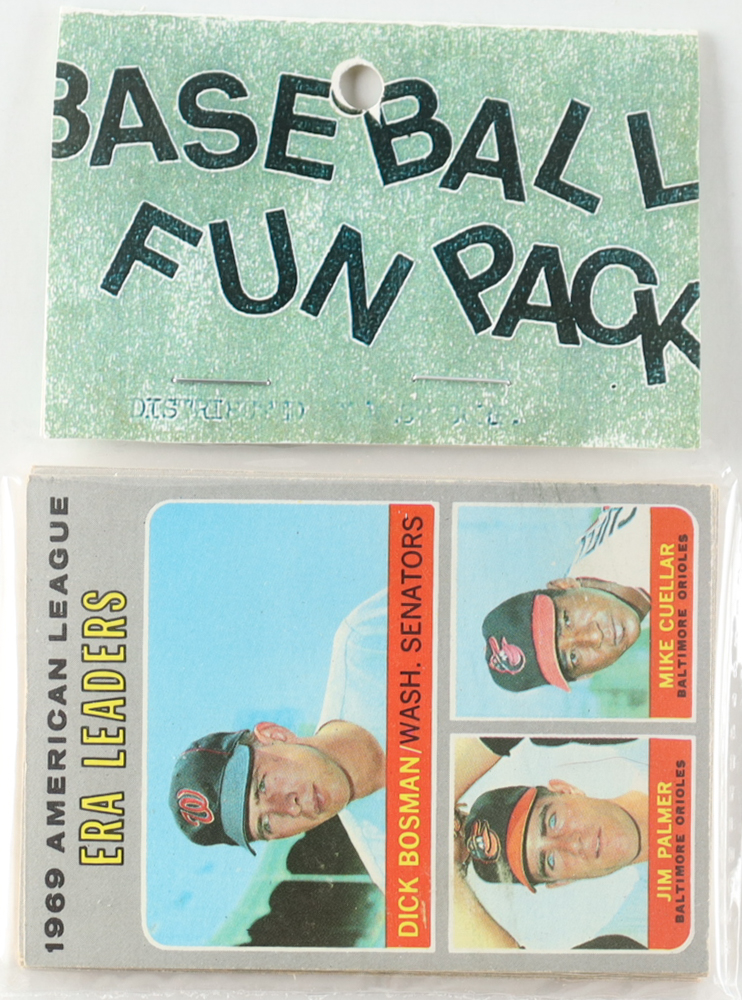 BASEBALL
FUN PACK
1969 AMERICAN LEAGUE
ERA LEADERS
DICK BOSMAN/WASH. SENATORS
MIKE CUELLAR
BALTIMORE ORIOLES
JIM PALMER
BALTIMORE ORIOLES
W